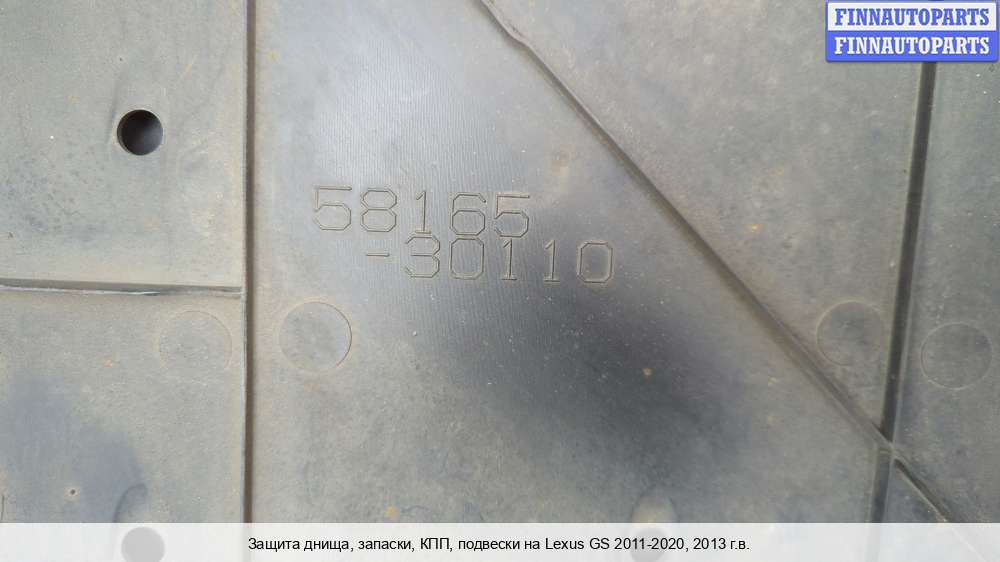 FINNAUTOPARTS
FINNAUTOPARTS
58165
-30110
Защита днища, запаски, КПП, подвески на Lexus GS 2011-2020, 2013 г.в.